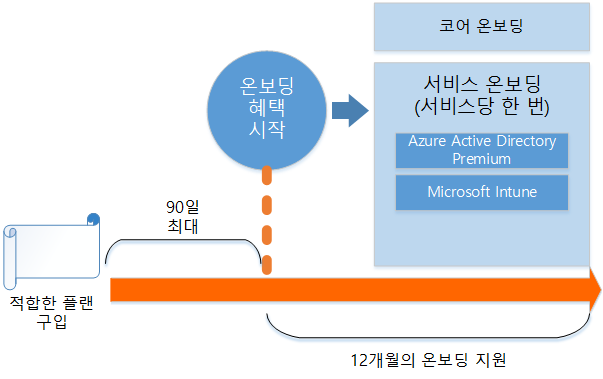 코어 온보딩
온보딩
혜택
시작
서비스 온보딩
(서비스당 한 번)
Azure Active Directory
Premium
Microsoft Intune
90일
최대
적합한 플랜
구입
12개월의 온보딩 지원